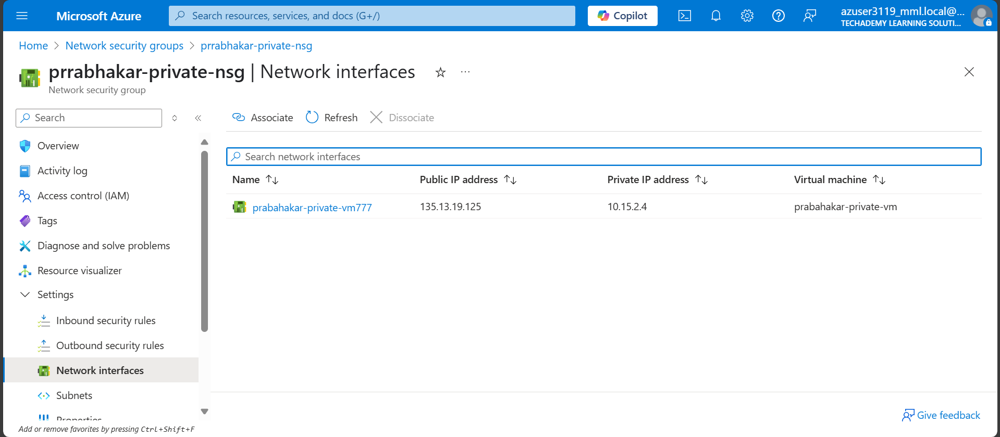 Microsoft Azure
Search resources, services, and docs (G+/)
Copilot
azuser3119_mml.local@...
TECHADEMY LEARNING SOLUTI...
Home > Network security groups > prrabhakar-private-nsg
prrabhakar-private-nsg | Network interfaces
Network security group
Search
Associate
Refresh
Dissociate
Overview
Activity log
Access control (IAM)
Tags
Diagnose and solve problems
Resource visualizer
Settings
Inbound security rules
Outbound security rules
Network interfaces
Subnets
Properties
Add or remove favorites by pressing Ctrl+Shift+F
Search network interfaces
Name Public IP address Private IP address Virtual machine
prabahakar-private-vm777 135.13.19.125 10.15.2.4 prabahakar-private-vm
Give feedback